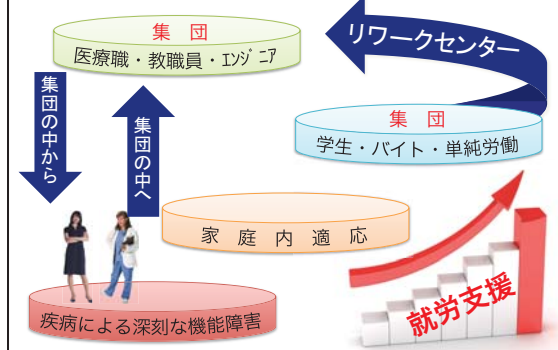 集　団
医療職・教職員・ｴﾝｼﾞﾆｱ
リワークセンター
集団の中から
集団の中へ
集　団
学生・バイト・単純労働
家　庭　内　適　応
就労支援
疾病による深刻な機能障害